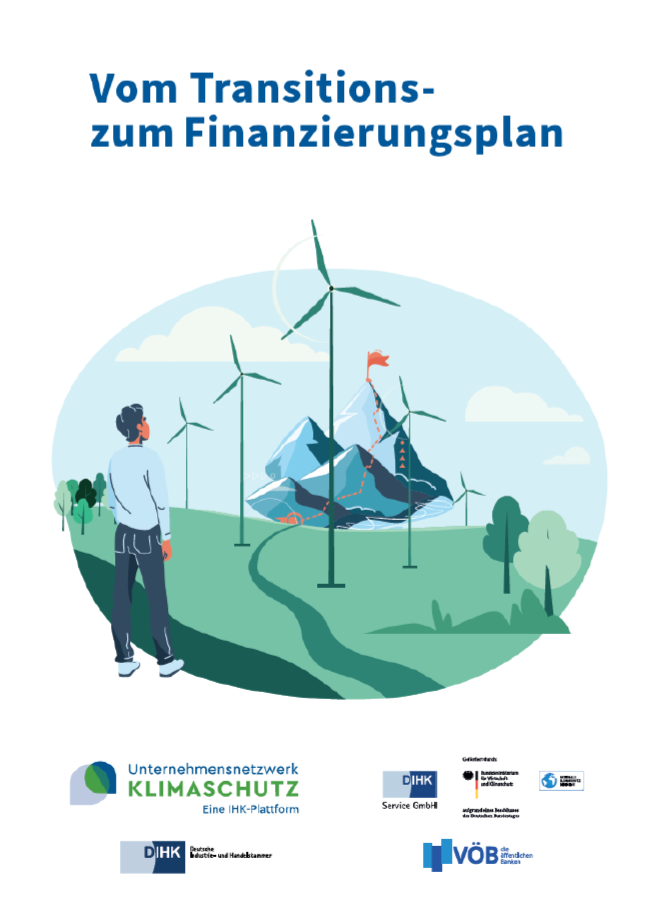 Vom Transitions-
zum Finanzierungsplan
Unternehmensnetzwerk
KLIMASCHUTZ
Eine IHK-Plattform
DIHK
Service GmbH
Gefördert durch:
Bundesministerium
für Wirtschaft
und Klimaschutz
aufgrund eines Beschlusses
des Deutschen Bundestages
DIHK
Deutsche
Industrie- und Handelskammer
VÖB
die
öffentlichen
Banken